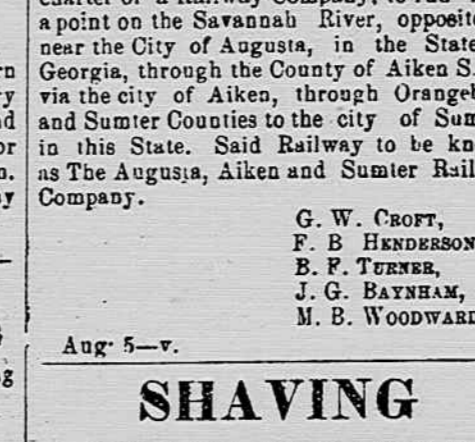 a point on the Savannah River, opposite
near the City of Augusta, in the State
Georgia, through the County of Aiken S.
via the city of Aiken, through Orangeb
and Sumter Counties to the city of Sum
in this State. Said Railway to be kn
as The Augusta, Aiken and Sumter Rail
Company.
G. W. CROFT,
F. B HENDERSON
B. F. TURNER,
J. G. BAYNHAM,
M. B. WOODWARD
Aug· 5—v.
SHAVING